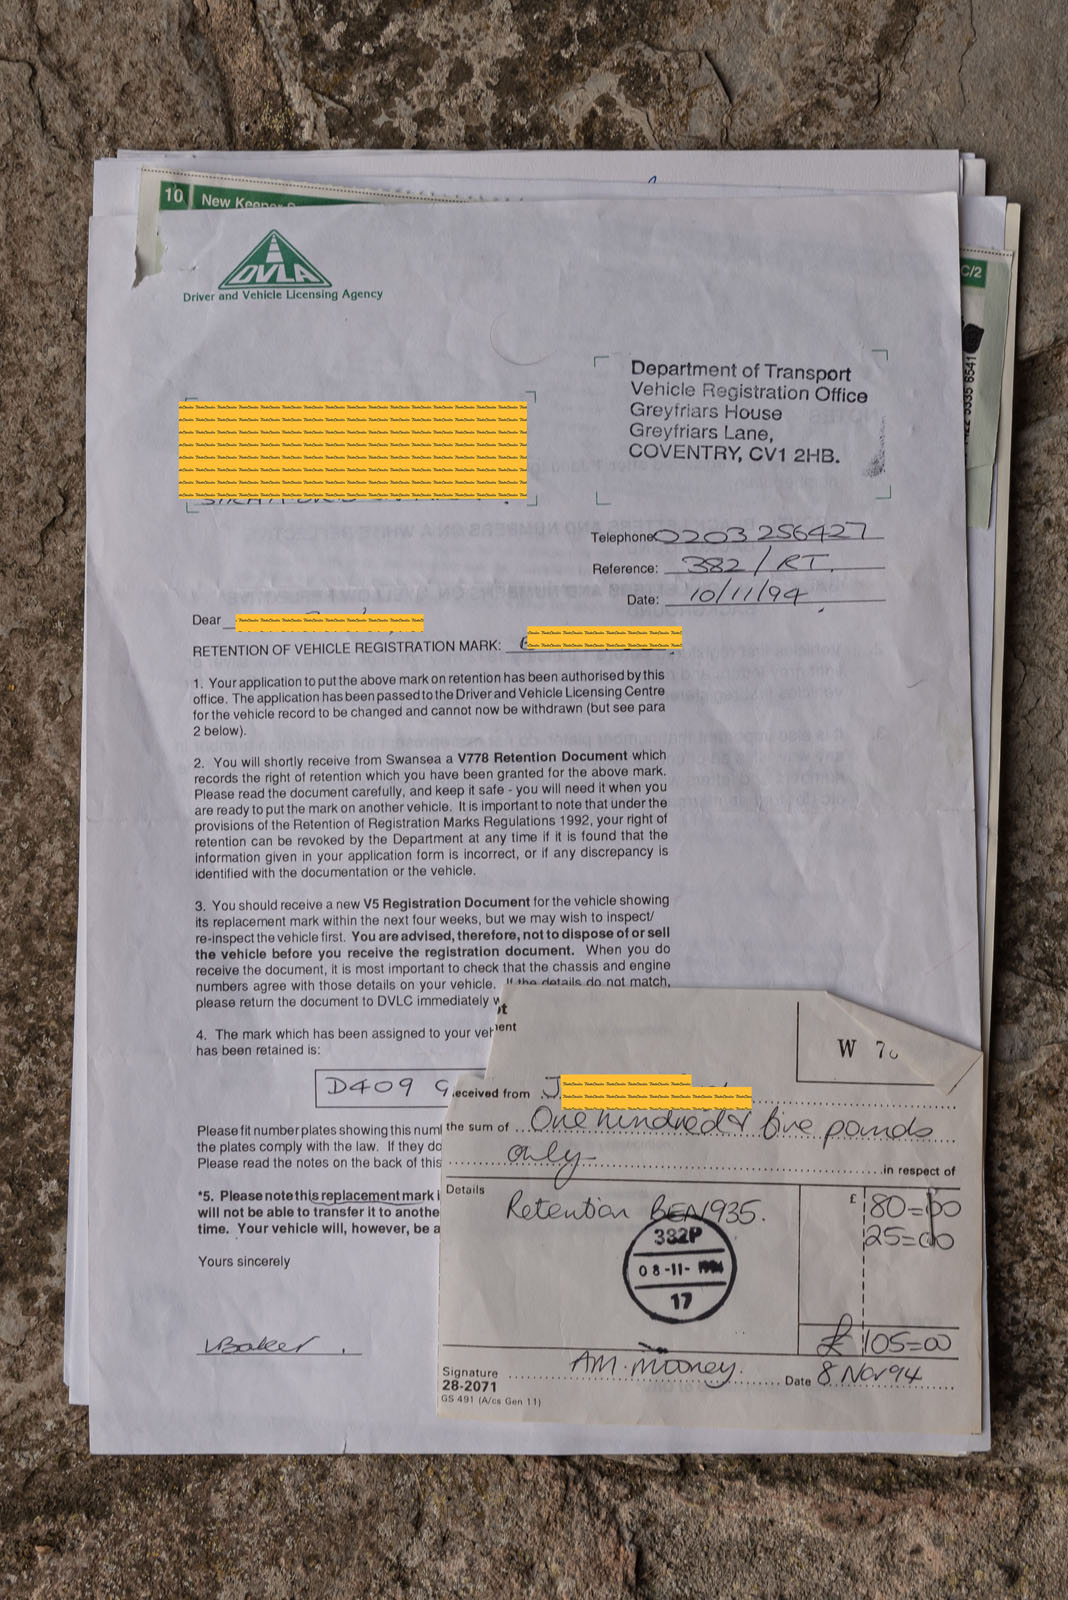 10 New Keeper
C/2
DVLA
Driver and Vehicle Licensing Agency
Department of Transport
Vehicle Registration Office
Greyfriars House
Greyfriars Lane,
COVENTRY, CV1 2HB.
Telephone 0203 256427
Reference: 382/RT.
Date: 10/11/94
Dear
RETENTION OF VEHICLE REGISTRATION MARK:
1. Your application to put the above mark on retention has been authorised by this
office. The application has been passed to the Driver and Vehicle Licensing Centre
for the vehicle record to be changed and cannot now be withdrawn (but see para
2 below).
2. You will shortly receive from Swansea a V778 Retention Document which
records the right of retention which you have been granted for the above mark.
Please read the document carefully, and keep it safe - you will need it when you
are ready to put the mark on another vehicle. It is important to note that under the
provisions of the Retention of Registration Marks Regulations 1992, your right of
retention can be revoked by the Department at any time if it is found that the
information given in your application form is incorrect, or if any discrepancy is
identified with the documentation or the vehicle.
3. You should receive a new V5 Registration Document for the vehicle showing
its replacement mark within the next four weeks, but we may wish to inspect/
re-inspect the vehicle first. You are advised, therefore, not to dispose of or sell
the vehicle before you receive the registration document. When you do
receive the document, it is most important to check that the chassis and engine
numbers agree with those details on your vehicle. If the details do not match,
please return the document to DVLC immediately
4. The mark which has been assigned to your
has been retained is:
D409 G
Please fit number plates showing this num
the plates comply with the law. If they do
Please read the notes on the back of this
*5. Please note this replacement mark i
will not be able to transfer it to anothe
time. Your vehicle will, however, be a
Yours sincerely
Baker
W 70
eceived from J
the sum of One hundred & five pounds
only- in respect of
Details
Retention BEN935.
£ 80=00
25=00
382P
08-11-1994
17
£ 105=00
Signature AM. Mooney. Date 8 Nov 94
28-2071
GS 491 (A/cs Gen 11)